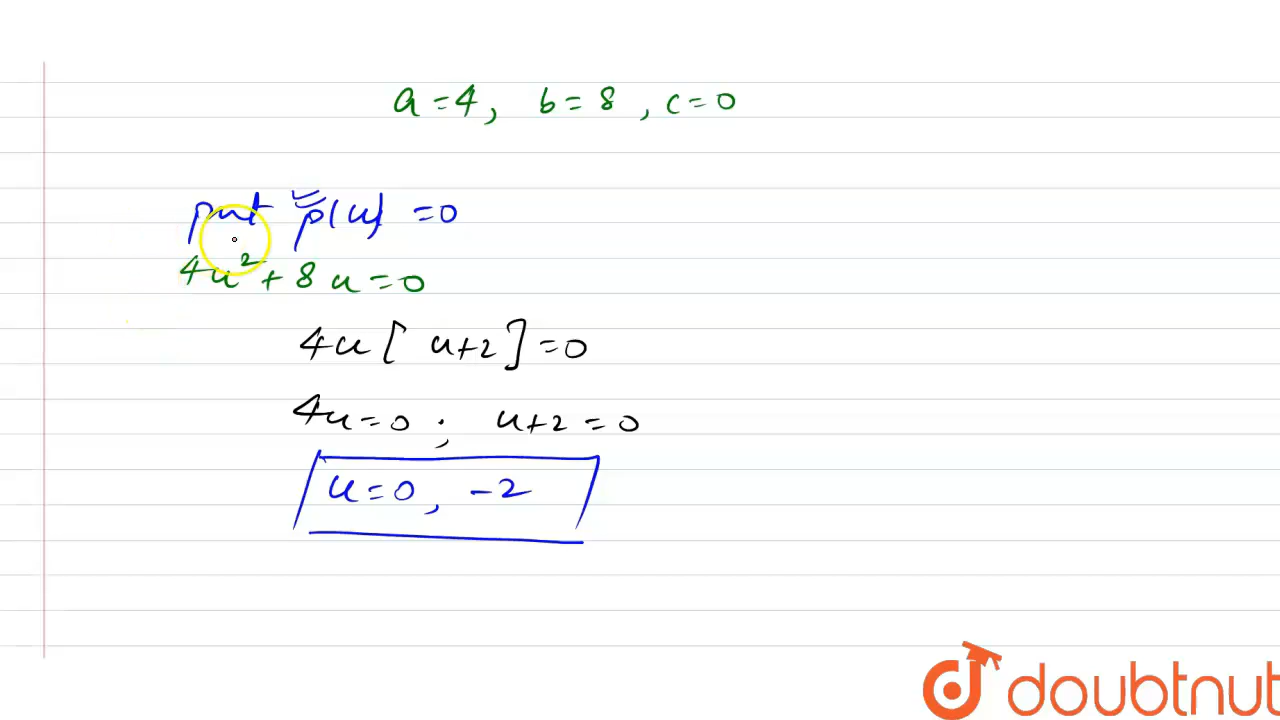 a = 4, b = 8, c = 0
put p(u) = 0
4u² + 8u = 0
4u[u+2] = 0
4u = 0; u+2 = 0
u = 0, -2
doubtnut